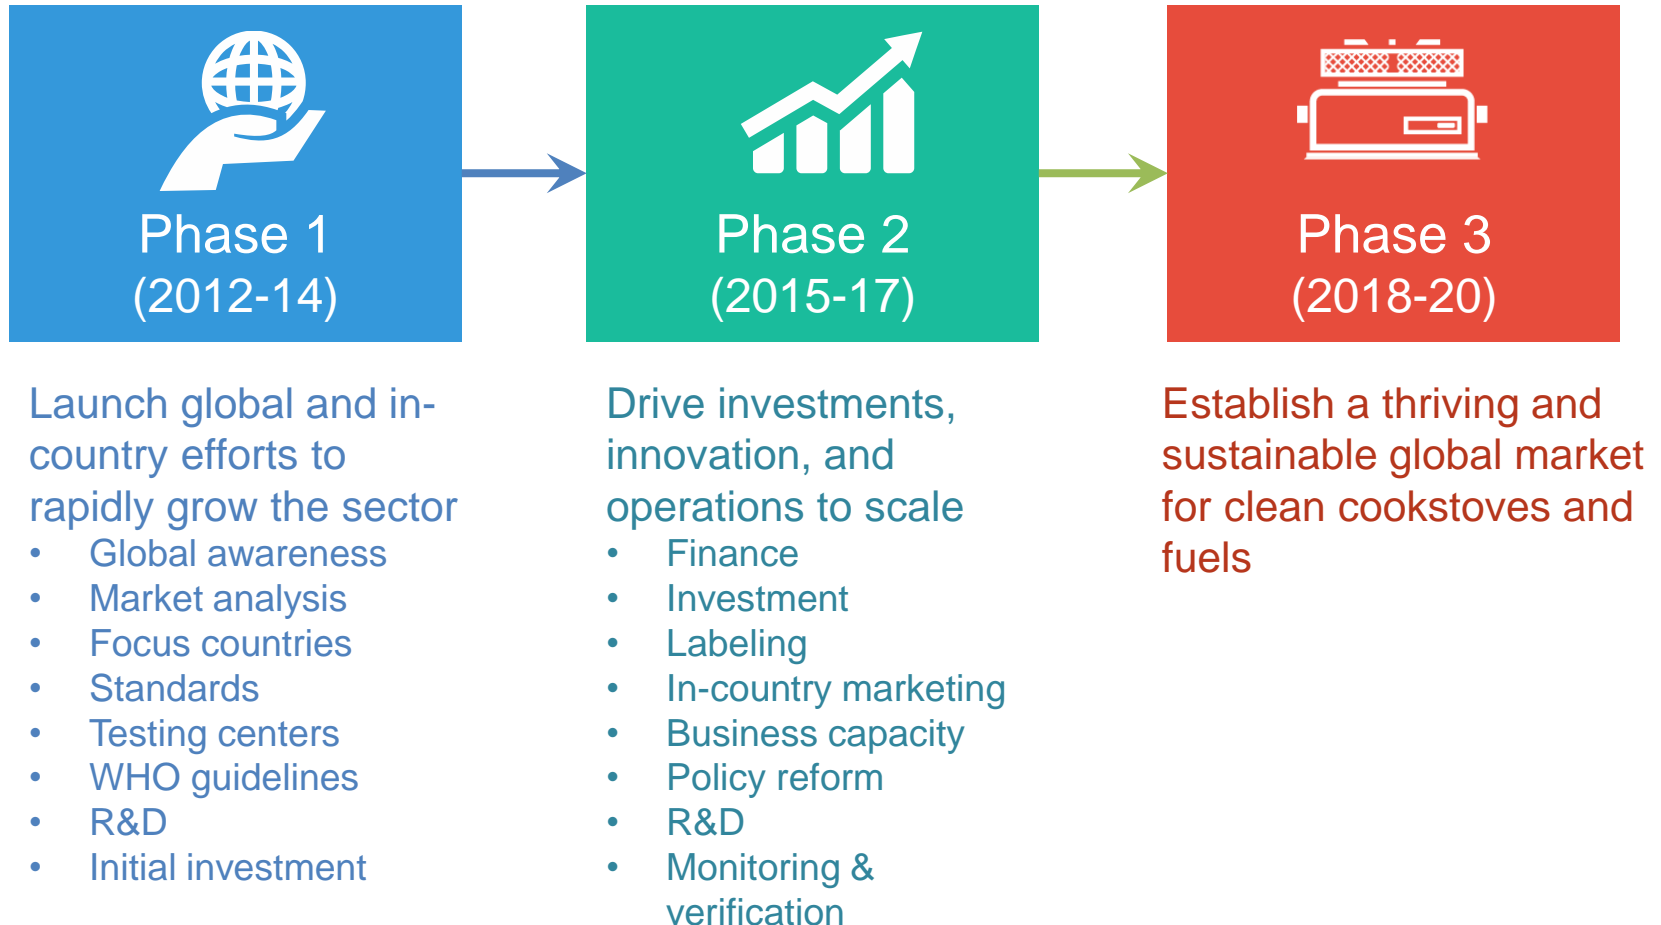 Phase 1
(2012-14)
Launch global and in-
country efforts to
rapidly grow the sector
• Global awareness
• Market analysis
• Focus countries
• Standards
• Testing centers
• WHO guidelines
• R&D
• Initial investment
Phase 2
(2015-17)
Drive investments,
innovation, and
operations to scale
• Finance
• Investment
• Labeling
• In-country marketing
• Business capacity
• Policy reform
• R&D
• Monitoring &
verification
Phase 3
(2018-20)
Establish a thriving and
sustainable global market
for clean cookstoves and
fuels